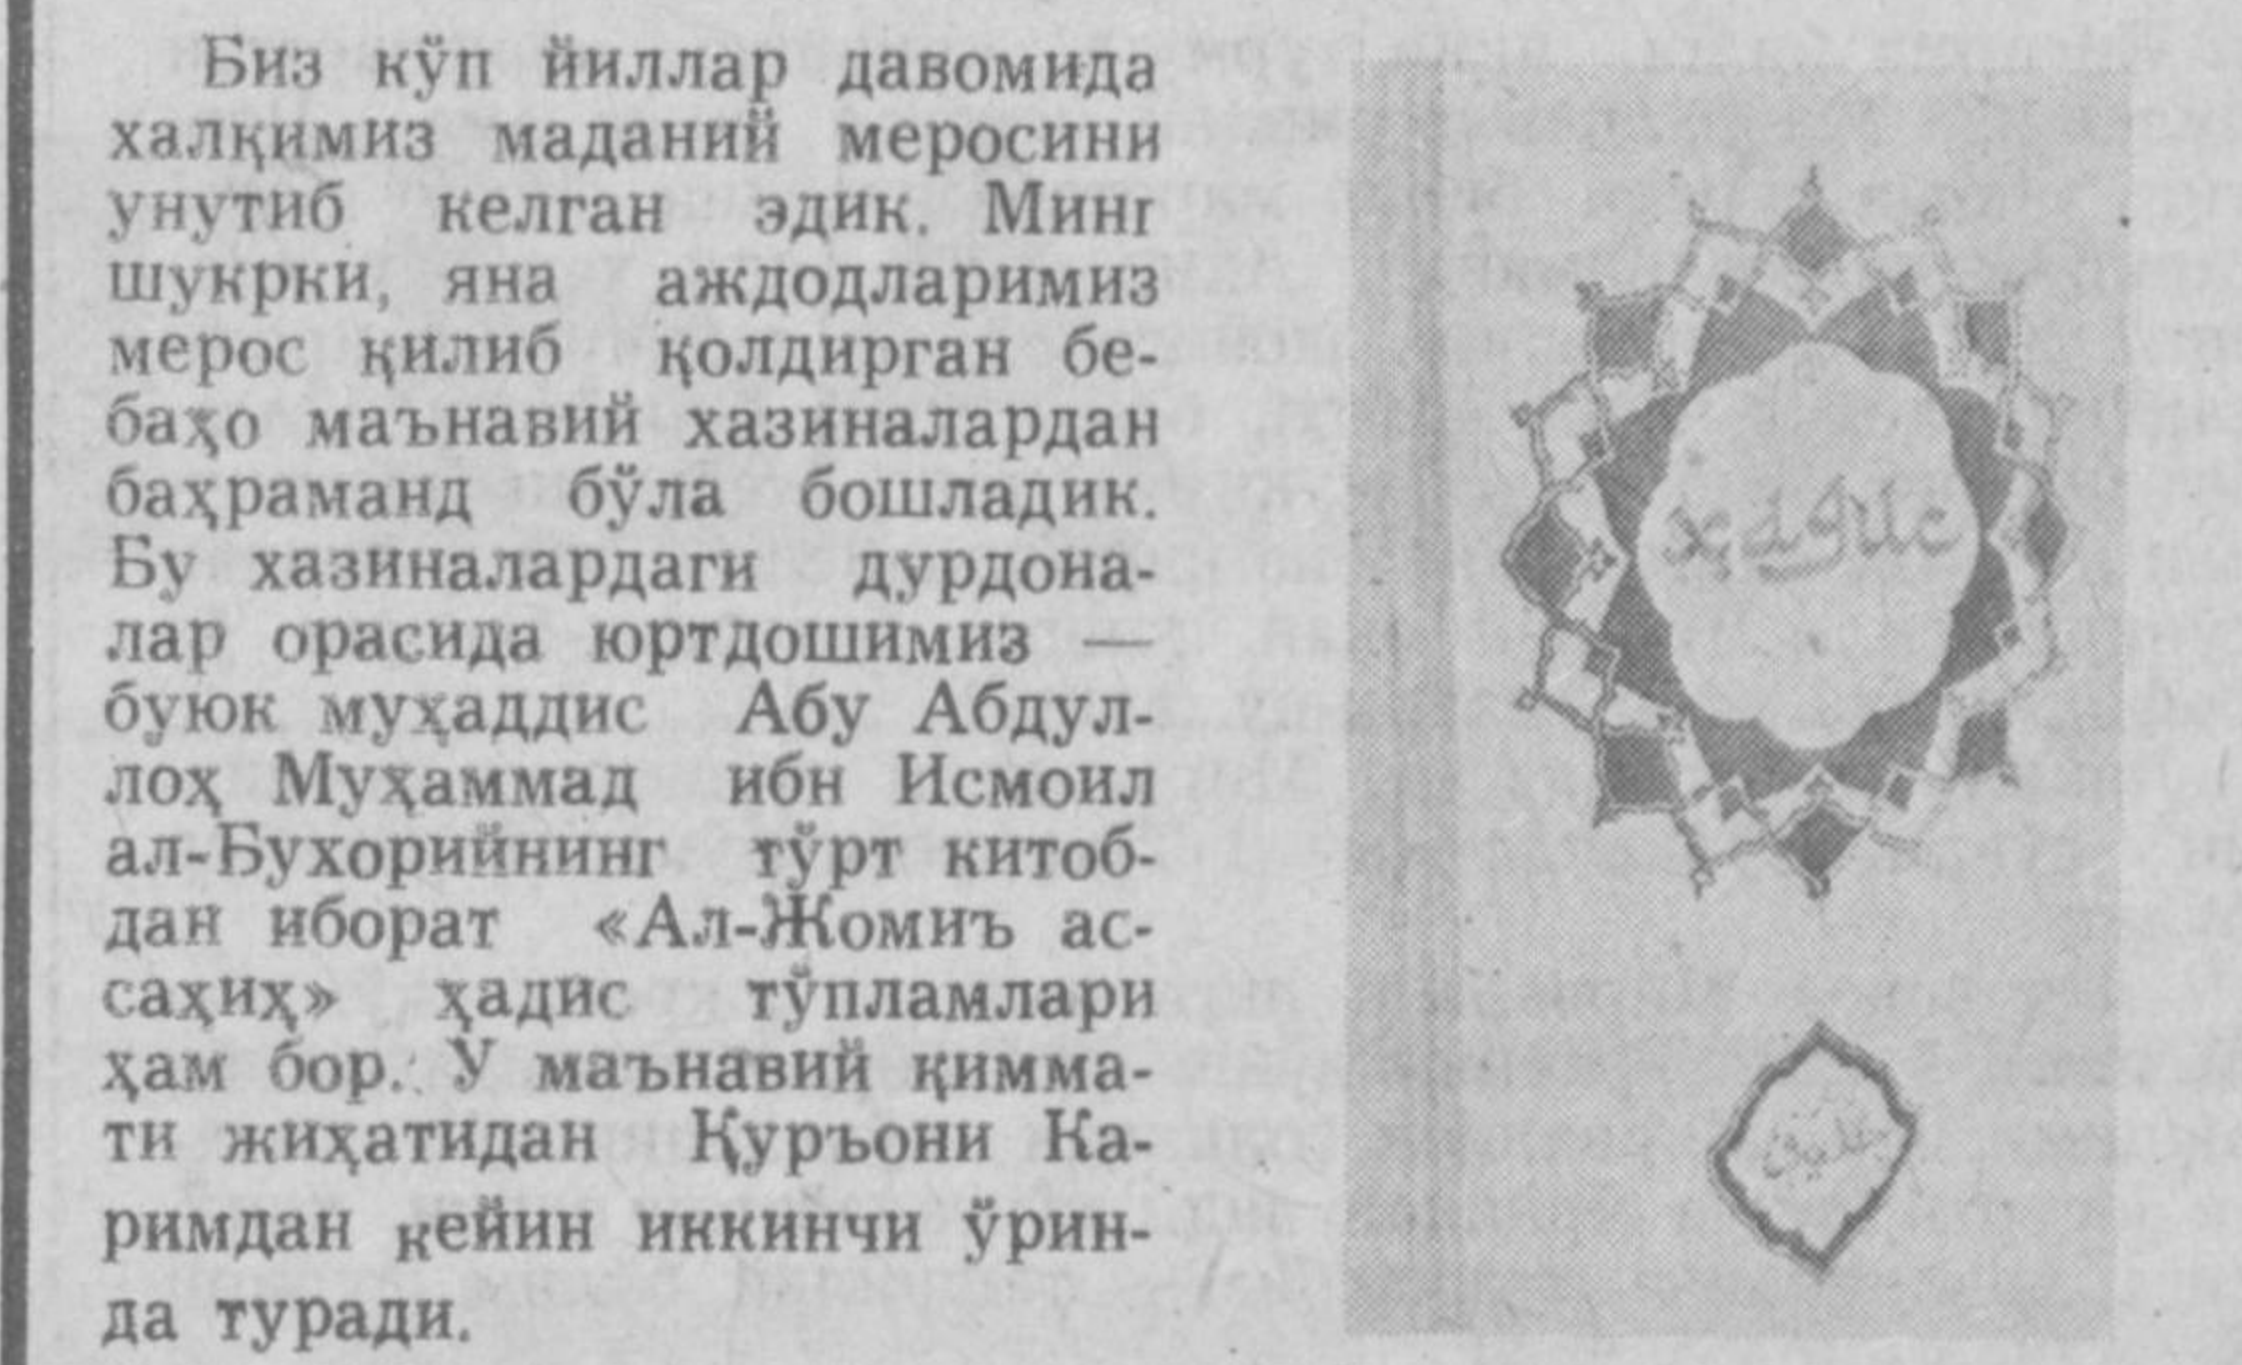 Биз кўп йиллар давомида
халқимиз маданий меросини
унутиб келган эдик. Минг
шукрки, яна аждодларимиз
мерос қилиб қолдирган бе-
баҳо маънавий хазиналардан
баҳраманд бўла бошладик.
Бу хазиналардаги дурдона-
лар орасида юртдошимиз —
буюк муҳаддис Абу Абдул-
лоҳ Муҳаммад ибн Исмоил
ал-Бухорийнинг тўрт китоб-
дан иборат «Ал-Жомиъ ас-
саҳиҳ» ҳадис тўпламлари
ҳам бор. У маънавий қимма-
ти жиҳатидан Қуръони Ка-
римдан кейин иккинчи ўрин-
да туради.
ҳадис